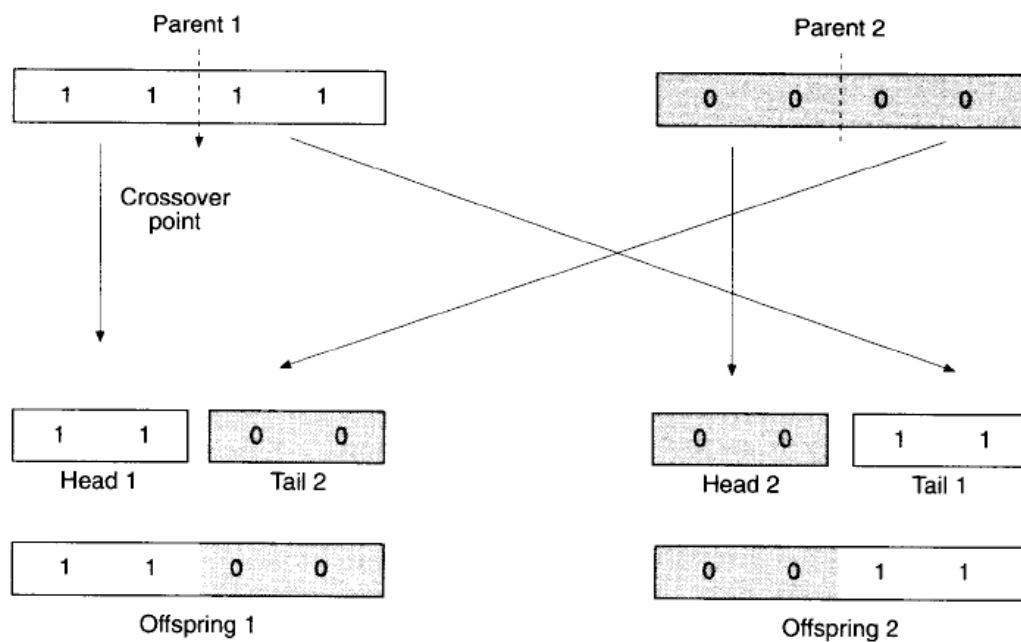 Parent 1
Parent 2
1 1 1 1
0 0 0 0
Crossover
point
1 1
0 0
0 0
1 1
Head 1
Tail 2
Head 2
Tail 1
1 1 0 0
0 0 1 1
Offspring 1
Offspring 2